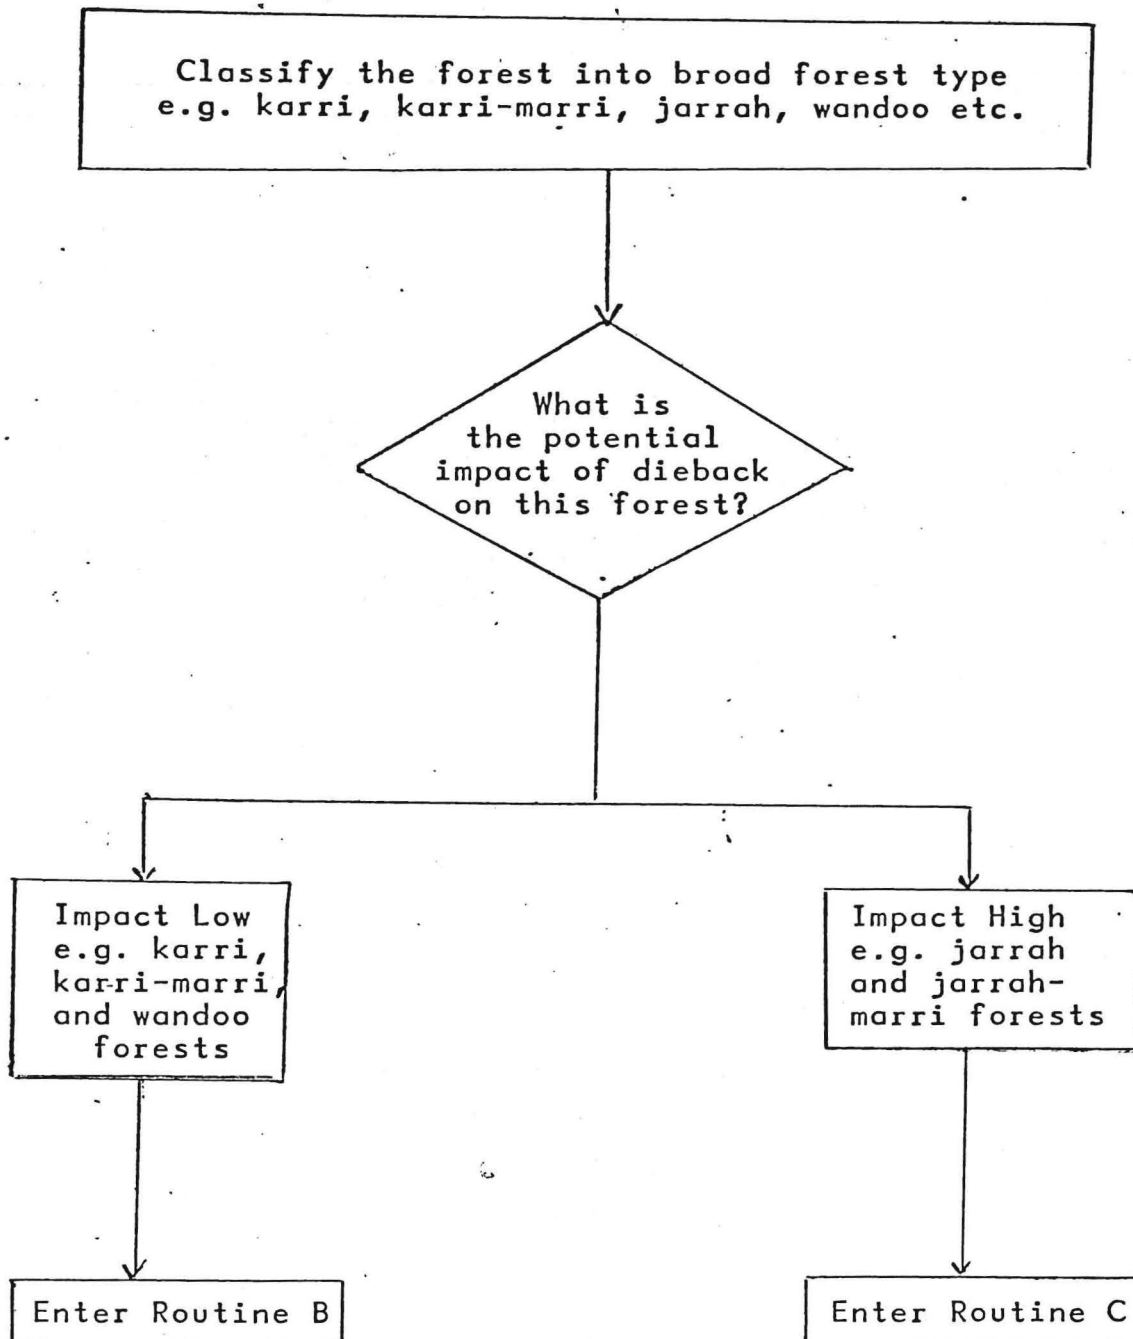 Classify the forest into broad forest type
e.g. karri, karri-marri, jarrah, wandoo etc.
What is
the potential
impact of dieback
on this forest?
Impact Low
e.g. karri,
karri-marri,
and wandoo
forests
Impact High
e.g. jarrah
and jarrah-
marri forests
Enter Routine B
Enter Routine C